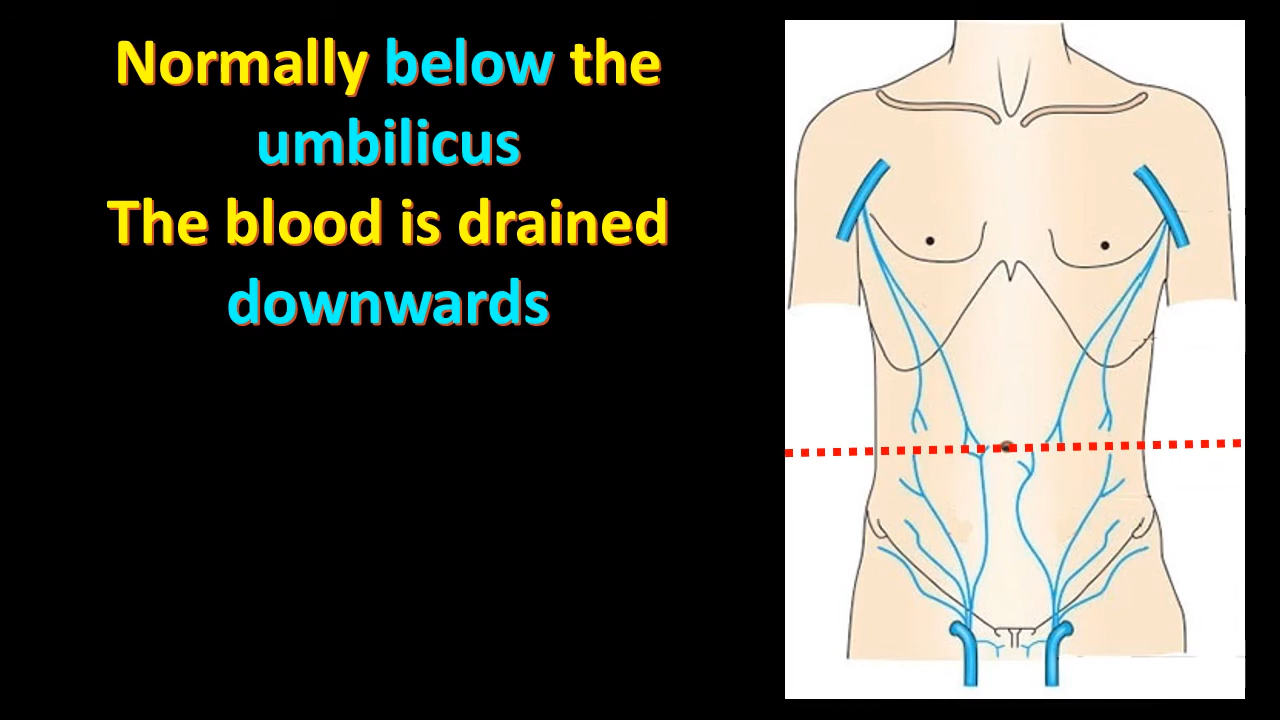 Normally below the
umbilicus
The blood is drained
downwards